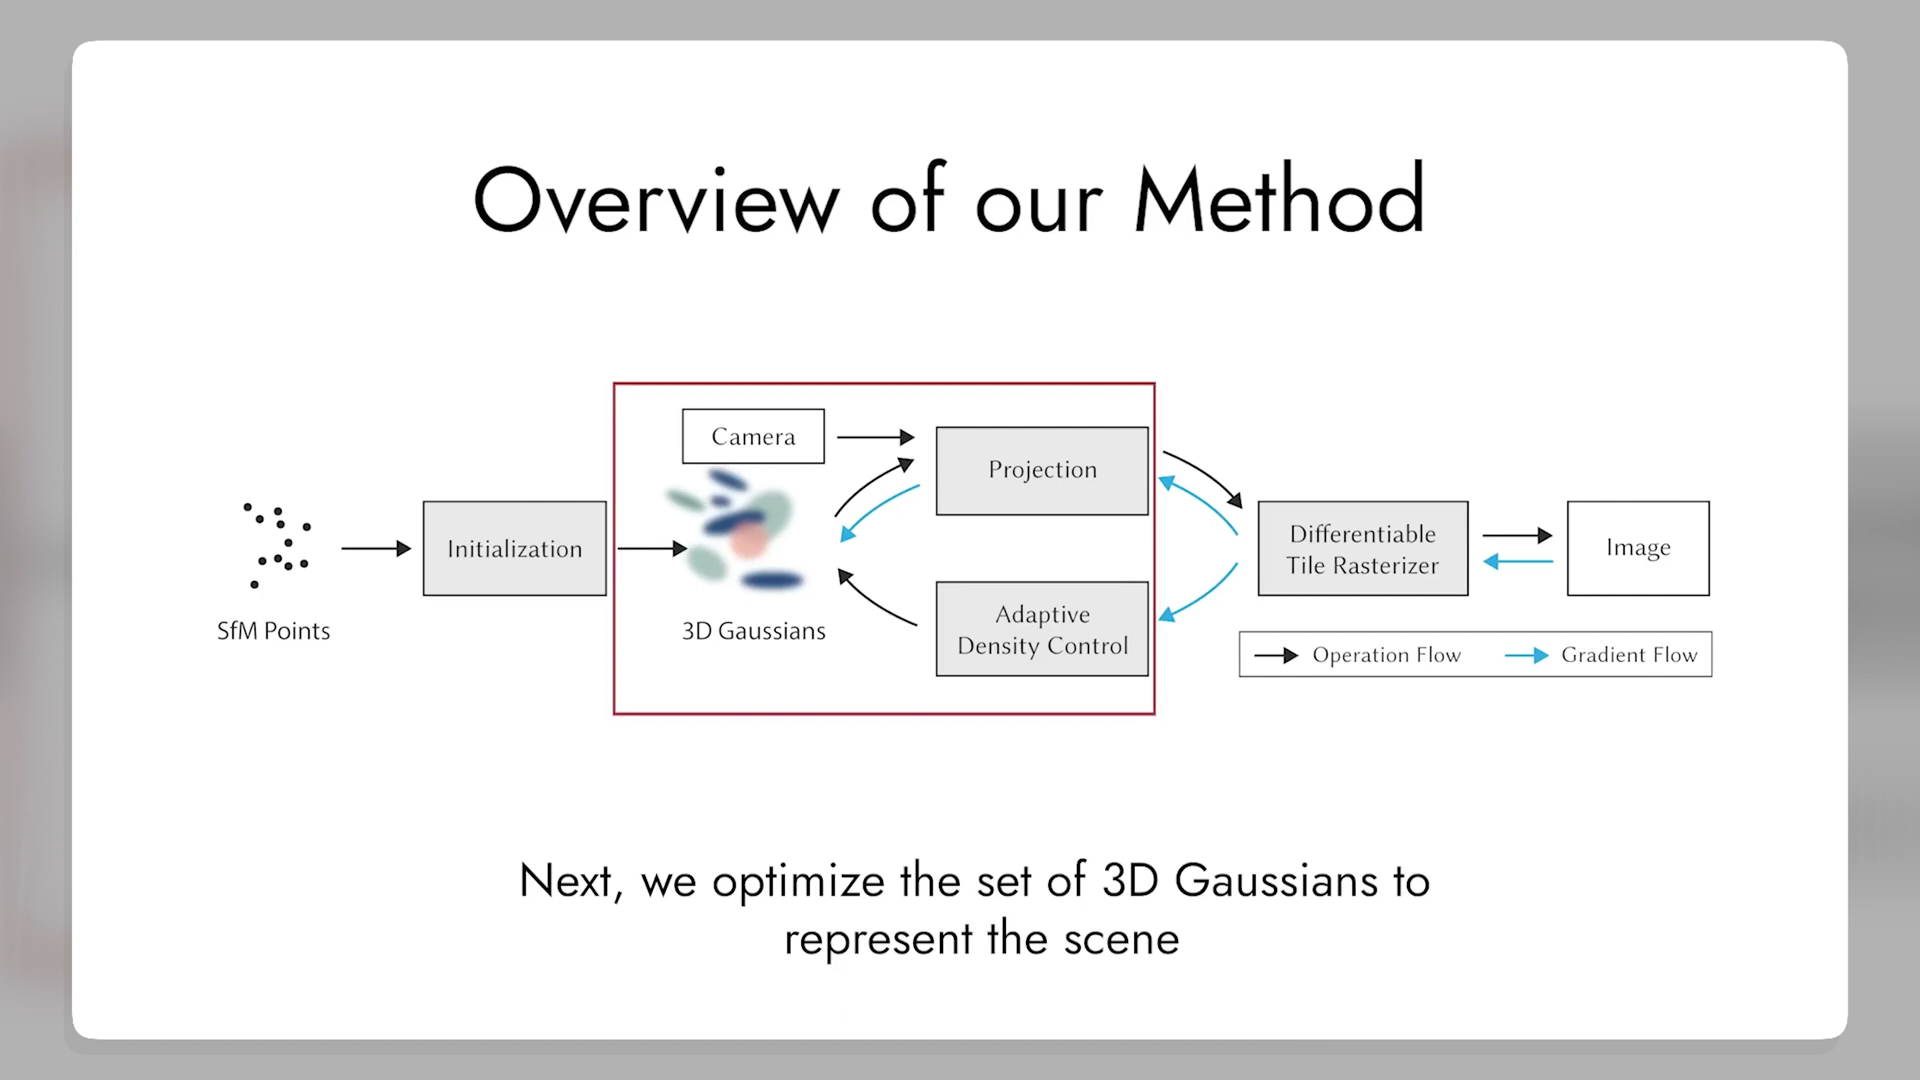 Overview of our Method
Camera
Projection
SfM Points
Initialization
3D Gaussians
Adaptive
Density Control
Differentiable
Tile Rasterizer
Image
Operation Flow
Gradient Flow
Next, we optimize the set of 3D Gaussians to
represent the scene